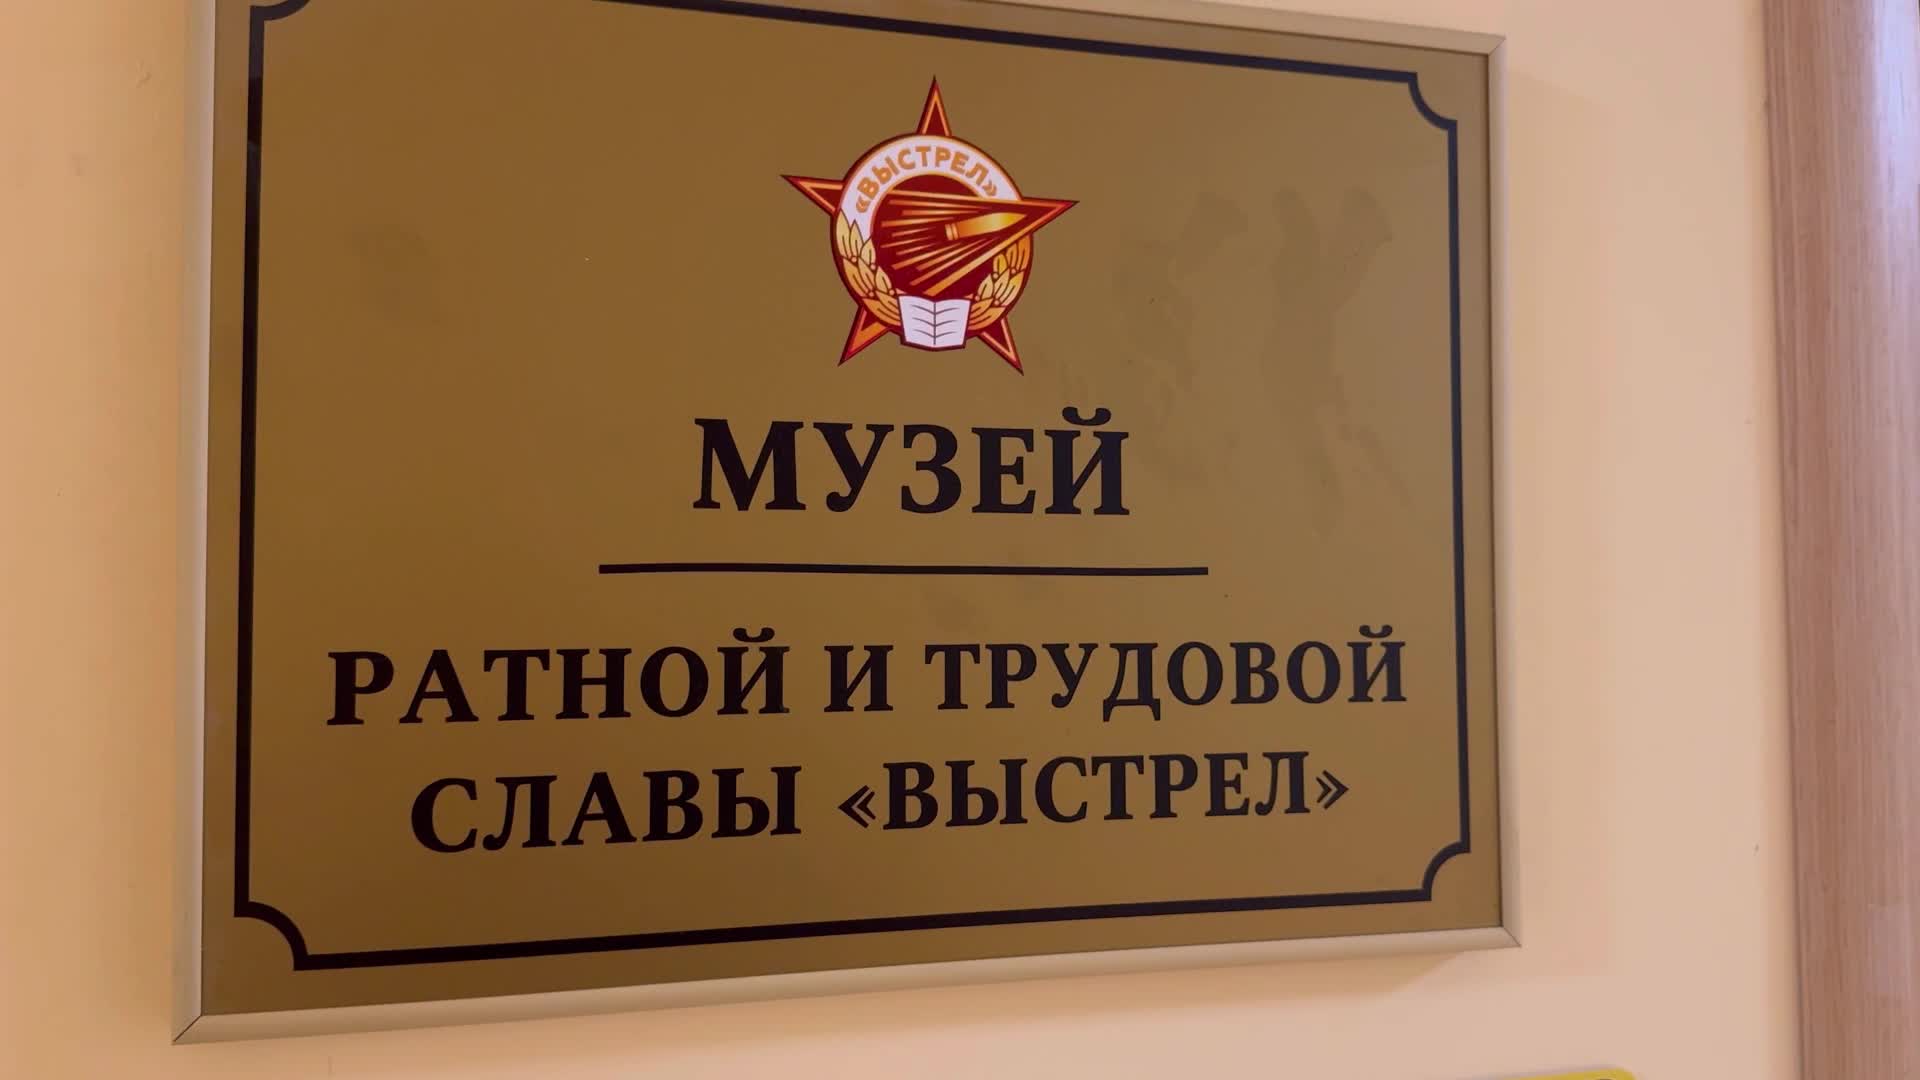 «ВЫСТРЕЛ»
МУЗЕЙ
РАТНОЙ И ТРУДОВОЙ
СЛАВЫ «ВЫСТРЕЛ»